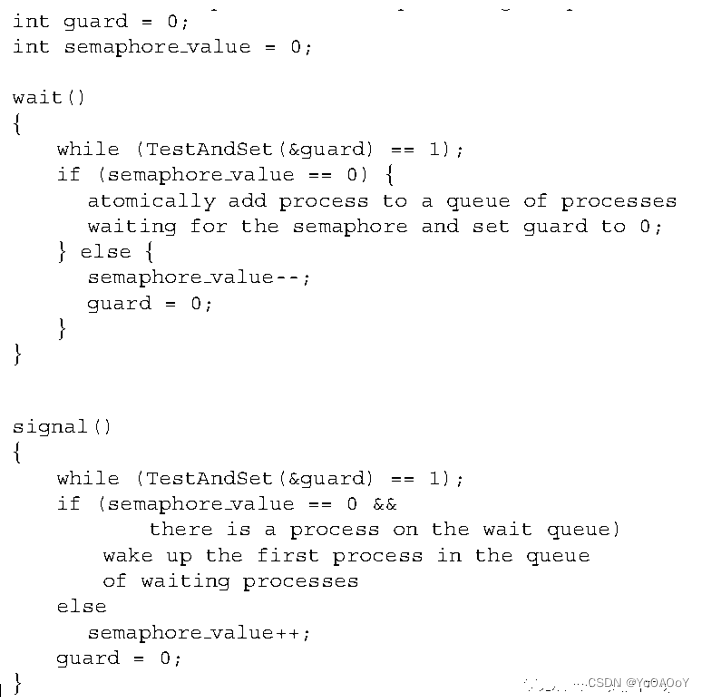 int guard = 0;
int semaphore_value = 0;
wait()
{
while (TestAndSet(&guard) == 1);
if (semaphore_value == 0) {
atomically add process to a queue of processes
waiting for the semaphore and set guard to 0;
} else {
semaphore_value--;
guard = 0;
}
}
signal()
{
while (TestAndSet(&guard) == 1);
if (semaphore_value == 0 &&
there is a process on the wait queue)
wake up the first process in the queue
of waiting processes
else
semaphore_value++;
guard = 0;
}